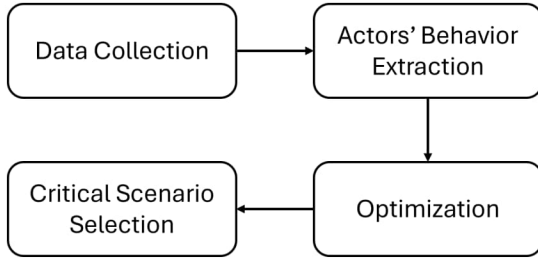 Data Collection
Actors' Behavior
Extraction
Optimization
Critical Scenario
Selection